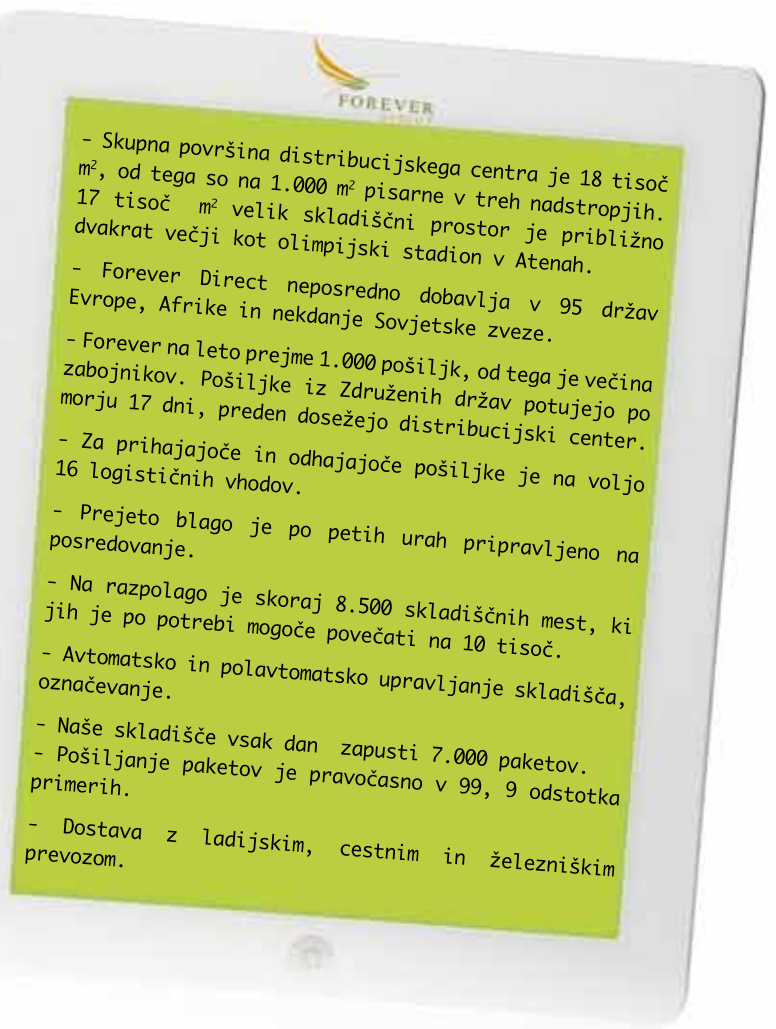 FOREVER
DIRECT
- Skupna površina distribucijskega centra je 18 tisoč
m², od tega so na 1.000 m² pisarne v treh nadstropjih.
17 tisoč m² velik skladiščni prostor je približno
dvakrat večji kot olimpijski stadion v Atenah.
- Forever Direct neposredno dobavlja v 95 držav
Evrope, Afrike in nekdanje Sovjetske zveze.
- Forever na leto prejme 1.000 pošiljk, od tega je večina
zabojnikov. Pošiljke iz Združenih držav potujejo po
morju 17 dni, preden dosežejo distribucijski center.
- Za prihajajoče in odhajajoče pošiljke je na voljo
16 logističnih vhodov.
- Prejeto blago je po petih urah pripravljeno na
posredovanje.
- Na razpolago je skoraj 8.500 skladiščnih mest, ki
jih je po potrebi mogoče povečati na 10 tisoč.
- Avtomatsko in polavtomatsko upravljanje skladišča,
označevanje.
- Naše skladišče vsak dan zapusti 7.000 paketov.
- Pošiljanje paketov je pravočasno v 99, 9 odstotka
primerih.
- Dostava z ladijskim, cestnim in železniškim
prevozom.